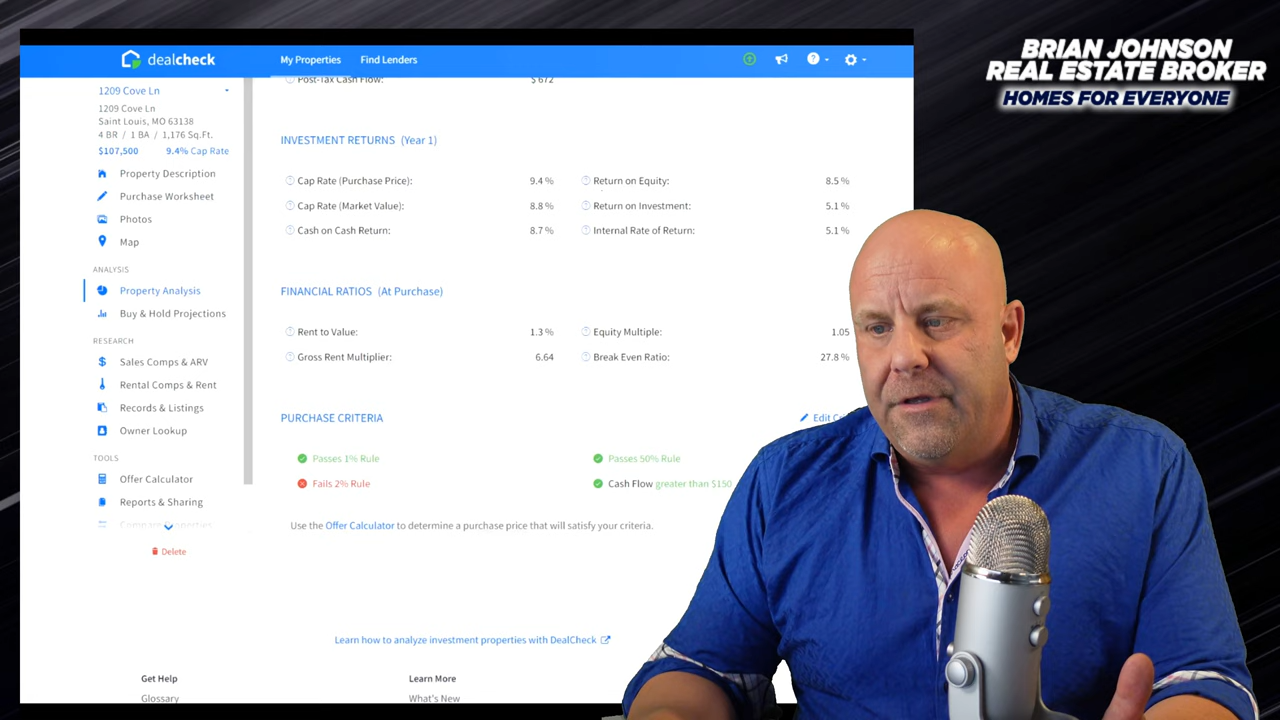 BRIAN JOHNSON
REAL ESTATE BROKER
HOMES FOR EVERYONE
dealcheck
My Properties
Find Lenders
1209 Cove Ln
1209 Cove Ln
Saint Louis, MO 63138
4 BR / 1 BA / 1,176 Sq.Ft.
$107,500 9.4% Cap Rate
Property Description
Purchase Worksheet
Photos
Map
ANALYSIS
Property Analysis
Buy & Hold Projections
RESEARCH
Sales Comps & ARV
Rental Comps & Rent
Records & Listings
Owner Lookup
TOOLS
Offer Calculator
Reports & Sharing
Compare Properties
Delete
Post-Tax Cash Flow: $ 672
INVESTMENT RETURNS (Year 1)
Cap Rate (Purchase Price): 9.4 %
Return on Equity: 8.5 %
Cap Rate (Market Value): 8.8 %
Return on Investment: 5.1 %
Cash on Cash Return: 8.7 %
Internal Rate of Return: 5.1 %
FINANCIAL RATIOS (At Purchase)
Rent to Value: 1.3 %
Equity Multiple: 1.05
Gross Rent Multiplier: 6.64
Break Even Ratio: 27.8 %
PURCHASE CRITERIA
Edit
Passes 1% Rule
Passes 50% Rule
Fails 2% Rule
Cash Flow greater than $150
Use the Offer Calculator to determine a purchase price that will satisfy your criteria.
Learn how to analyze investment properties with DealCheck
Get Help
Learn More
Glossary
What's New